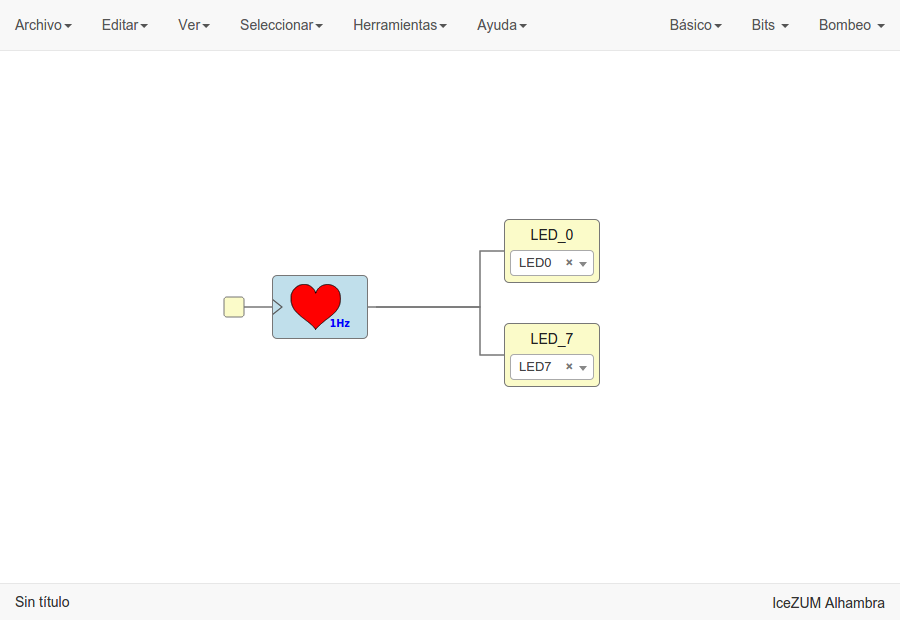 Archivo Editar Ver Seleccionar Herramientas Ayuda Básico Bits Bombeo
LED_0
LED0 ×
1Hz
LED_7
LED7 ×
Sin título IceZUM Alhambra